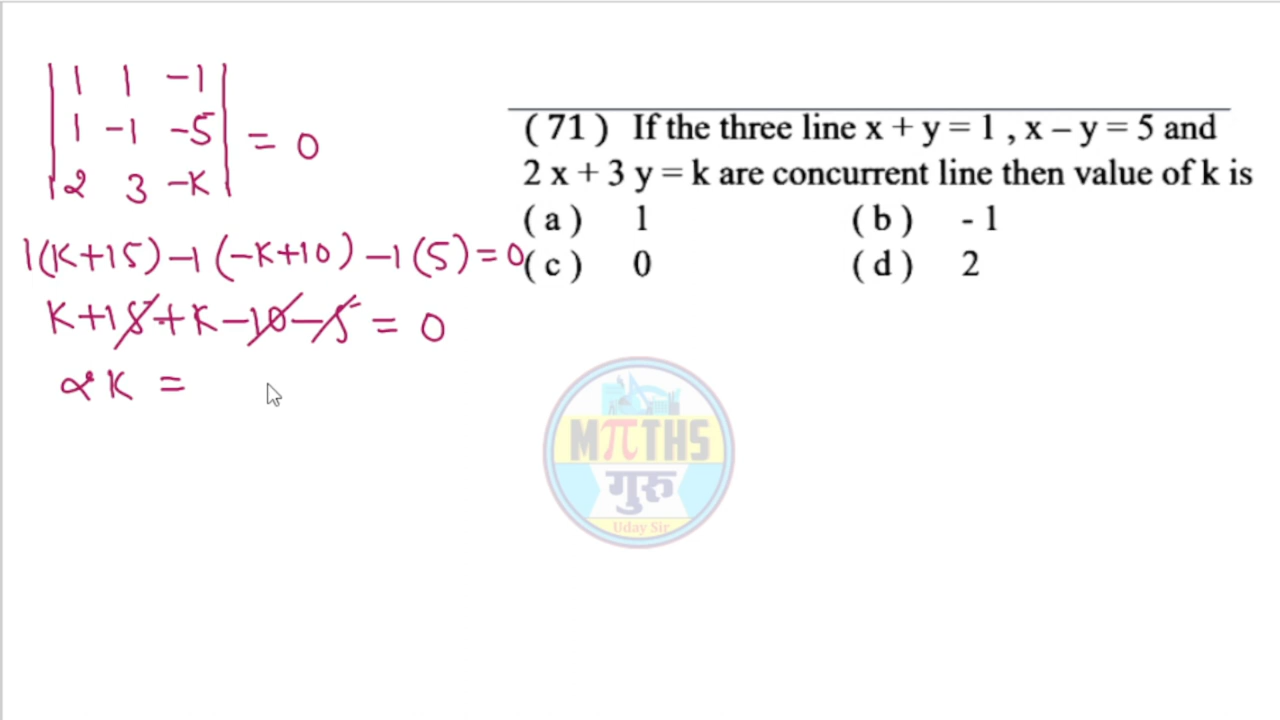 | 1 1 -1 |
| 1 -1 -5 | = 0
| 2 3 -K |
1(K+15)-1(-K+10)-1(5)=0
K+15+K-10-5 = 0
2K =
( 71 ) If the three line x + y = 1 , x – y = 5 and
2 x + 3 y = k are concurrent line then value of k is
( a ) 1 ( b ) - 1
( c ) 0 ( d ) 2
MπTHS
गुरु
Uday Sir